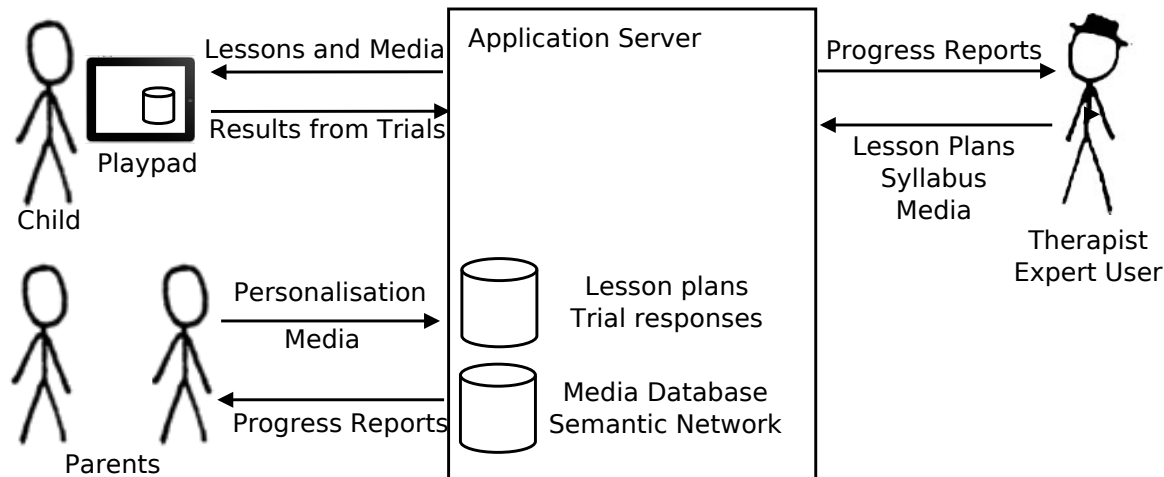 Lessons and Media
Results from Trials
Playpad
Child
Application Server
Progress Reports
Lesson Plans
Syllabus
Media
Therapist
Expert User
Personalisation
Media
Progress Reports
Parents
Lesson plans
Trial responses
Media Database
Semantic Network